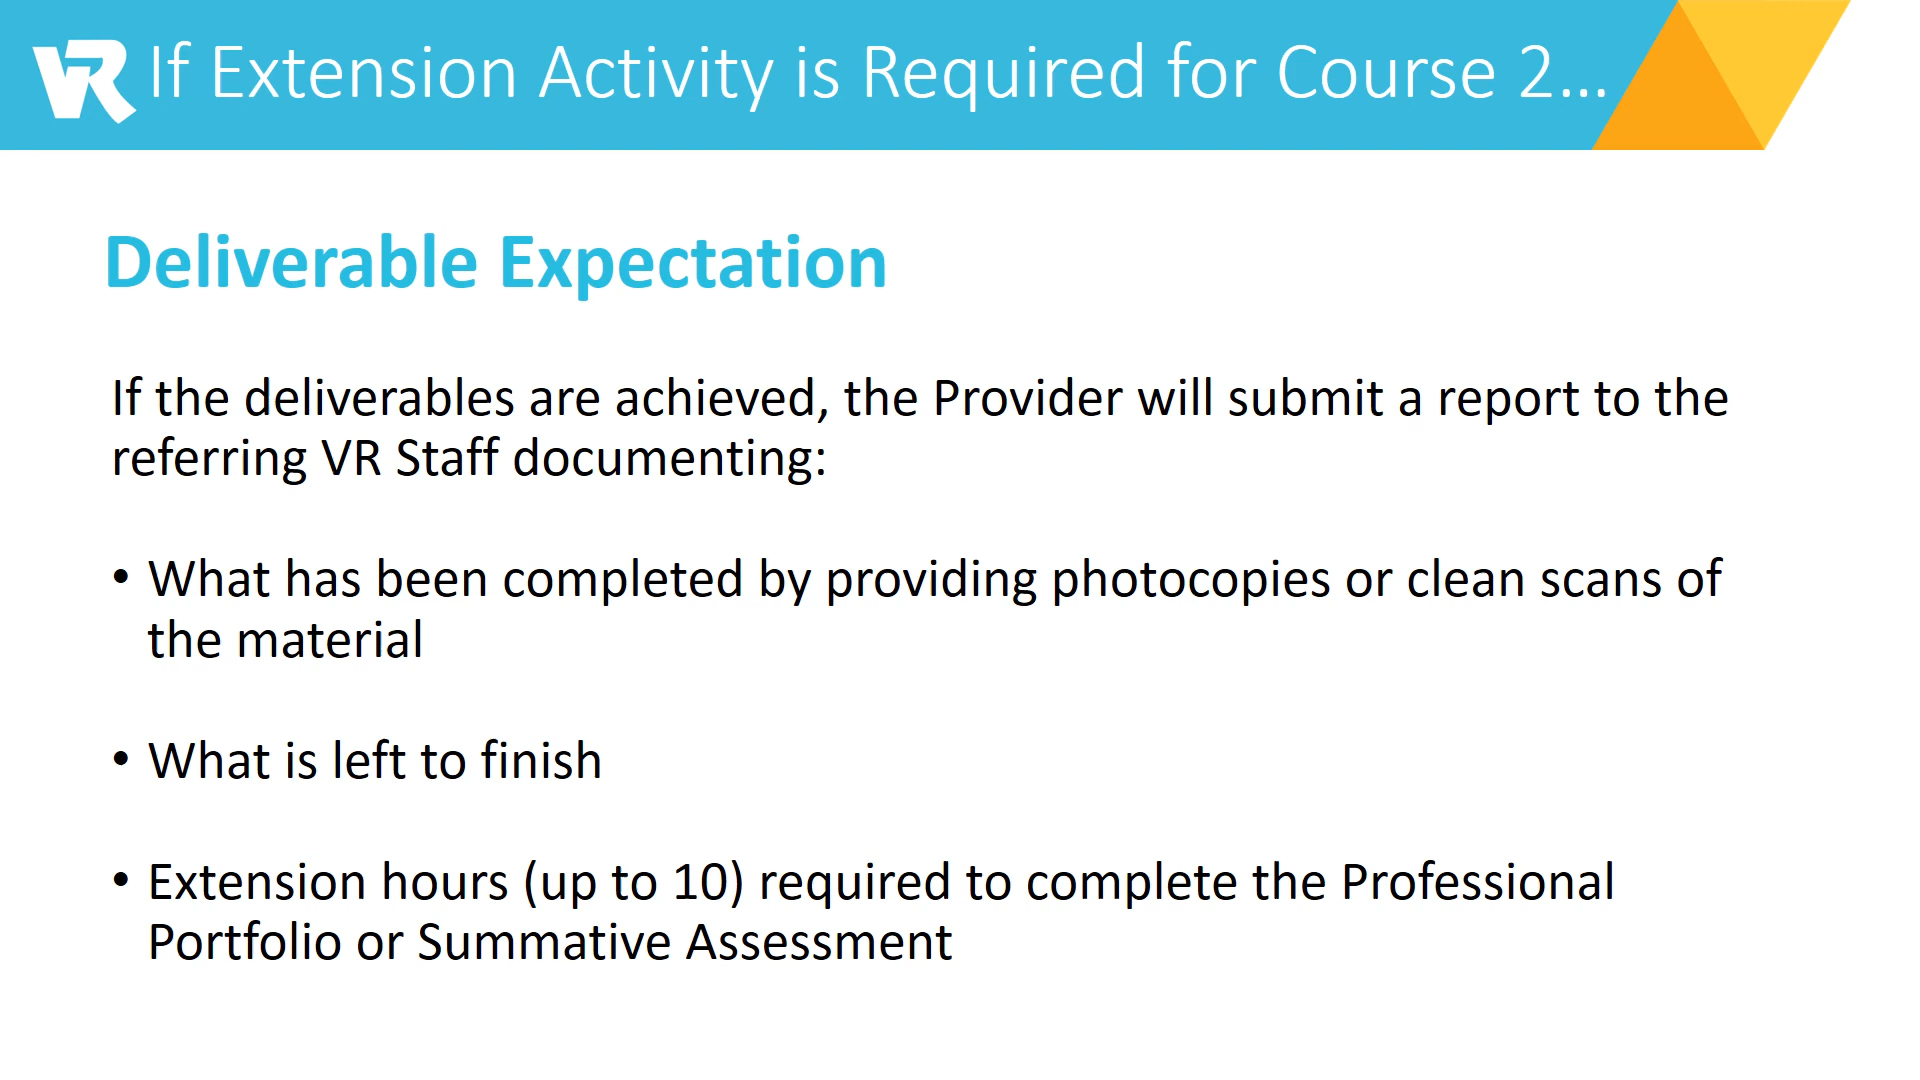 VR If Extension Activity is Required for Course 2...
Deliverable Expectation
If the deliverables are achieved, the Provider will submit a report to the
referring VR Staff documenting:
• What has been completed by providing photocopies or clean scans of
the material
• What is left to finish
• Extension hours (up to 10) required to complete the Professional
Portfolio or Summative Assessment